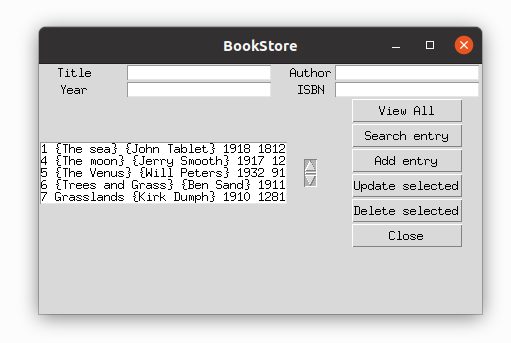 BookStore
Title Author
Year ISBN
View All
Search entry
Add entry
Update selected
Delete selected
Close
1 {The sea} {John Tablet} 1918 1812
4 {The moon} {Jerry Smooth} 1917 12
5 {The Venus} {Will Peters} 1932 91
6 {Trees and Grass} {Ben Sand} 1911
7 Grasslands {Kirk Dumph} 1910 1281